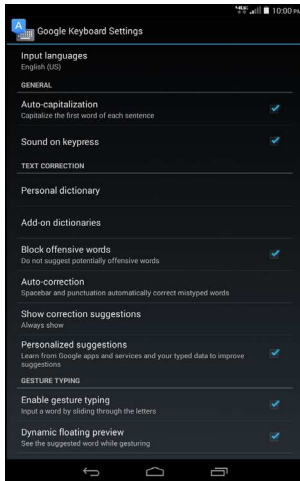 10:00 PM
A
Google Keyboard Settings
Input languages
English (US)
GENERAL
Auto-capitalization
Capitalize the first word of each sentence
Sound on keypress
TEXT CORRECTION
Personal dictionary
Add-on dictionaries
Block offensive words
Do not suggest potentially offensive words
Auto-correction
Spacebar and punctuation automatically correct mistyped words
Show correction suggestions
Always show
Personalized suggestions
Learn from Google apps and services and your typed data to improve
suggestions
GESTURE TYPING
Enable gesture typing
Input a word by sliding through the letters
Dynamic floating preview
See the suggested word while gesturing